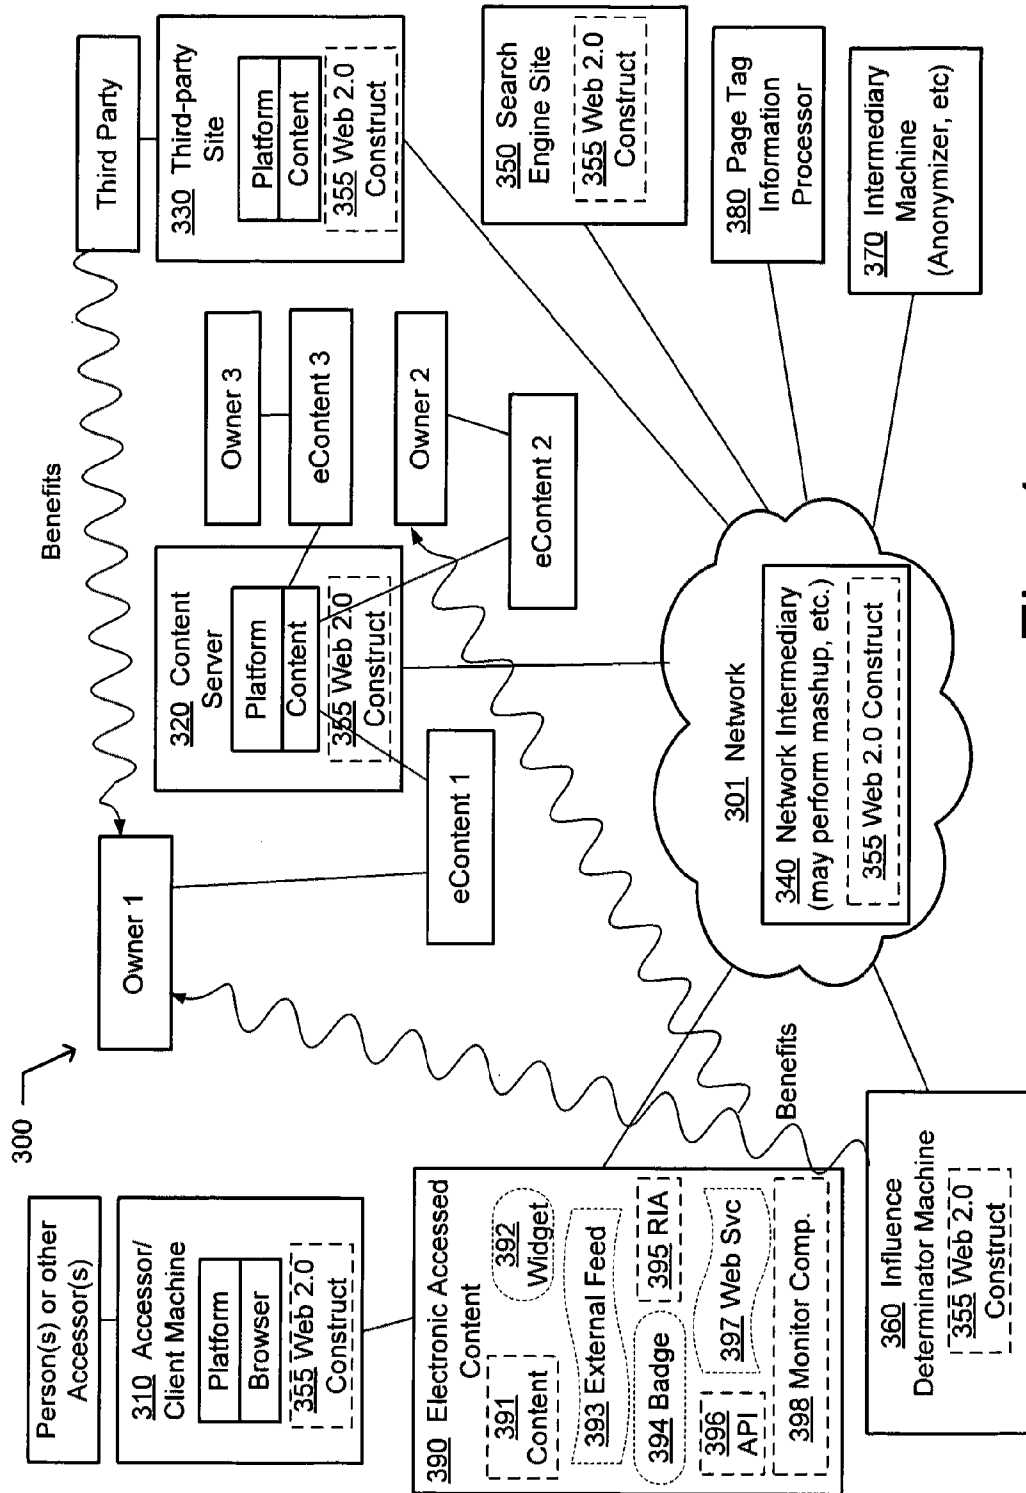 300
Person(s) or other
Accessor(s)
310 Accessor/
Client Machine
Platform
Browser
355 Web 2.0
Construct
390 Electronic Accessed
Content
391
Content
392
Widget
393 External Feed
394 Badge
395 RIA
396
API
397 Web Svc
398 Monitor Comp.
360 Influence
Determinator Machine
355 Web 2.0
Construct
Benefits
Owner 1
eContent 1
Benefits
320 Content
Server
Platform
Content
355 Web 2.0
Construct
Owner 3
eContent 3
Owner 2
eContent 2
301 Network
340 Network Intermediary
(may perform mashup, etc.)
355 Web 2.0 Construct
Third Party
330 Third-party
Site
Platform
Content
355 Web 2.0
Construct
350 Search
Engine Site
355 Web 2.0
Construct
380 Page Tag
Information
Processor
370 Intermediary
Machine
(Anonymizer, etc)